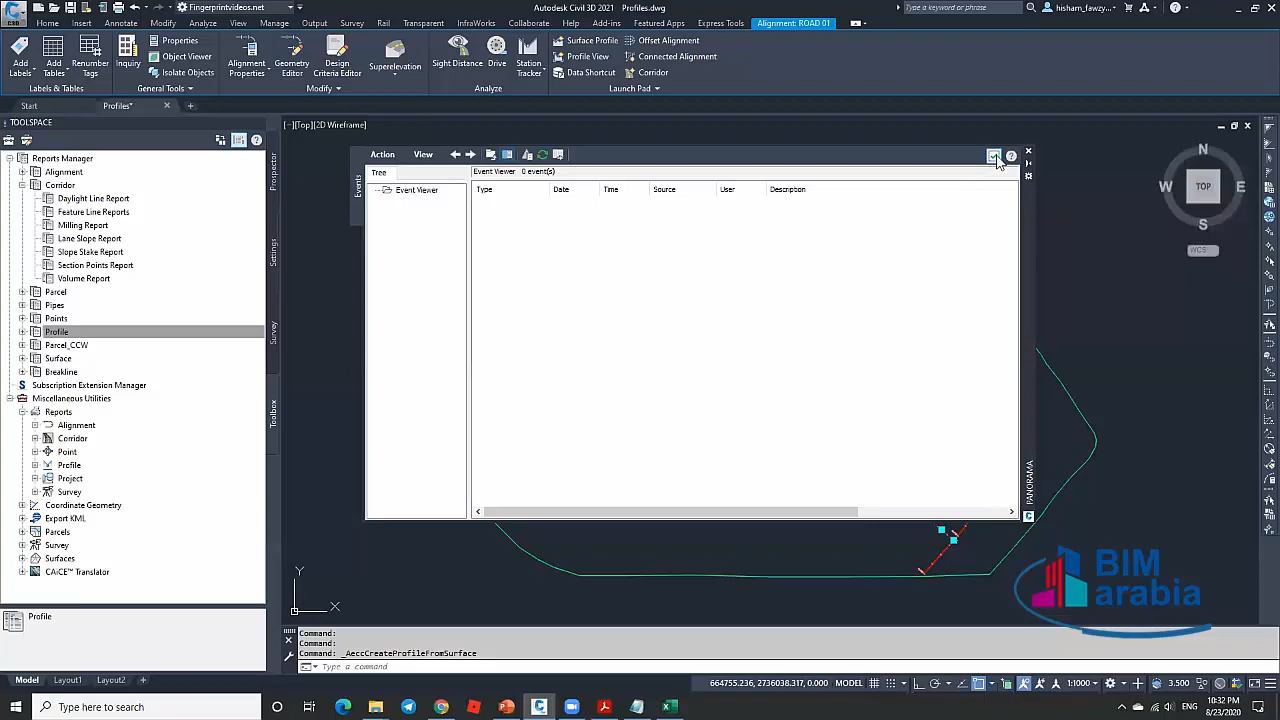 C3D
Fingerprintvideos.net
Autodesk Civil 3D 2021 Profiles.dwg
Type a keyword or phrase
hisham_fawzy...
Home Insert Annotate Modify Analyze View Manage Output Survey Rail Transparent InfraWorks Collaborate Help Add-ins Featured Apps Express Tools Alignment: ROAD 01
Add Labels
Add Tables
Renumber Tags
Inquiry
Properties
Object Viewer
Isolate Objects
Alignment Properties
Geometry Editor
Design Criteria Editor
Superelevation
Sight Distance
Drive
Station Tracker
Surface Profile
Profile View
Data Shortcut
Offset Alignment
Connected Alignment
Corridor
Labels & Tables
General Tools
Modify
Analyze
Launch Pad
Start
Profiles*
TOOLSPACE
[−][Top][2D Wireframe]
Reports Manager
Alignment
Corridor
Daylight Line Report
Feature Line Reports
Milling Report
Lane Slope Report
Slope Stake Report
Section Points Report
Volume Report
Parcel
Pipes
Points
Profile
Parcel_CCW
Surface
Breakline
Subscription Extension Manager
Miscellaneous Utilities
Reports
Alignment
Corridor
Point
Profile
Project
Survey
Coordinate Geometry
Export KML
Parcels
Survey
Surfaces
CAiCE™ Translator
Profile
Prospector
Settings
Survey
Toolbox
Events
Action View
Tree
Event Viewer
Event Viewer 0 event(s)
Type Date Time Source User Description
PANORAMA
N
W TOP E
S
WCS
Y
X
BIM
arabia
Command:
Command:
Command: _AeccCreateProfileFromSurface
Type a command
Model Layout1 Layout2
664755.236, 2736038.317, 0.000 MODEL
1:1000
3.500
Type here to search
10:32 PM
8/23/2020